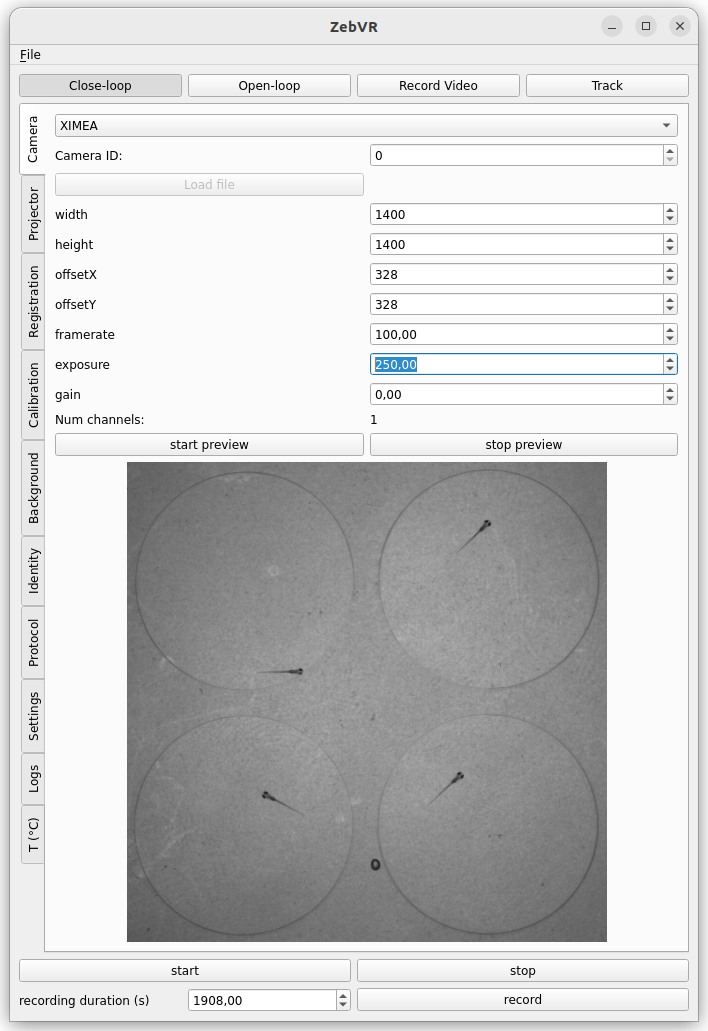 ZebVR
File
Close-loop Open-loop Record Video Track
Camera
Projector
Registration
Calibration
Background
Identity
Protocol
Settings
Logs
T (°C)
XIMEA
Camera ID: 0
Load file
width 1400
height 1400
offsetX 328
offsetY 328
framerate 100,00
exposure 250,00
gain 0,00
Num channels: 1
start preview stop preview
start stop
recording duration (s) 1908,00 record